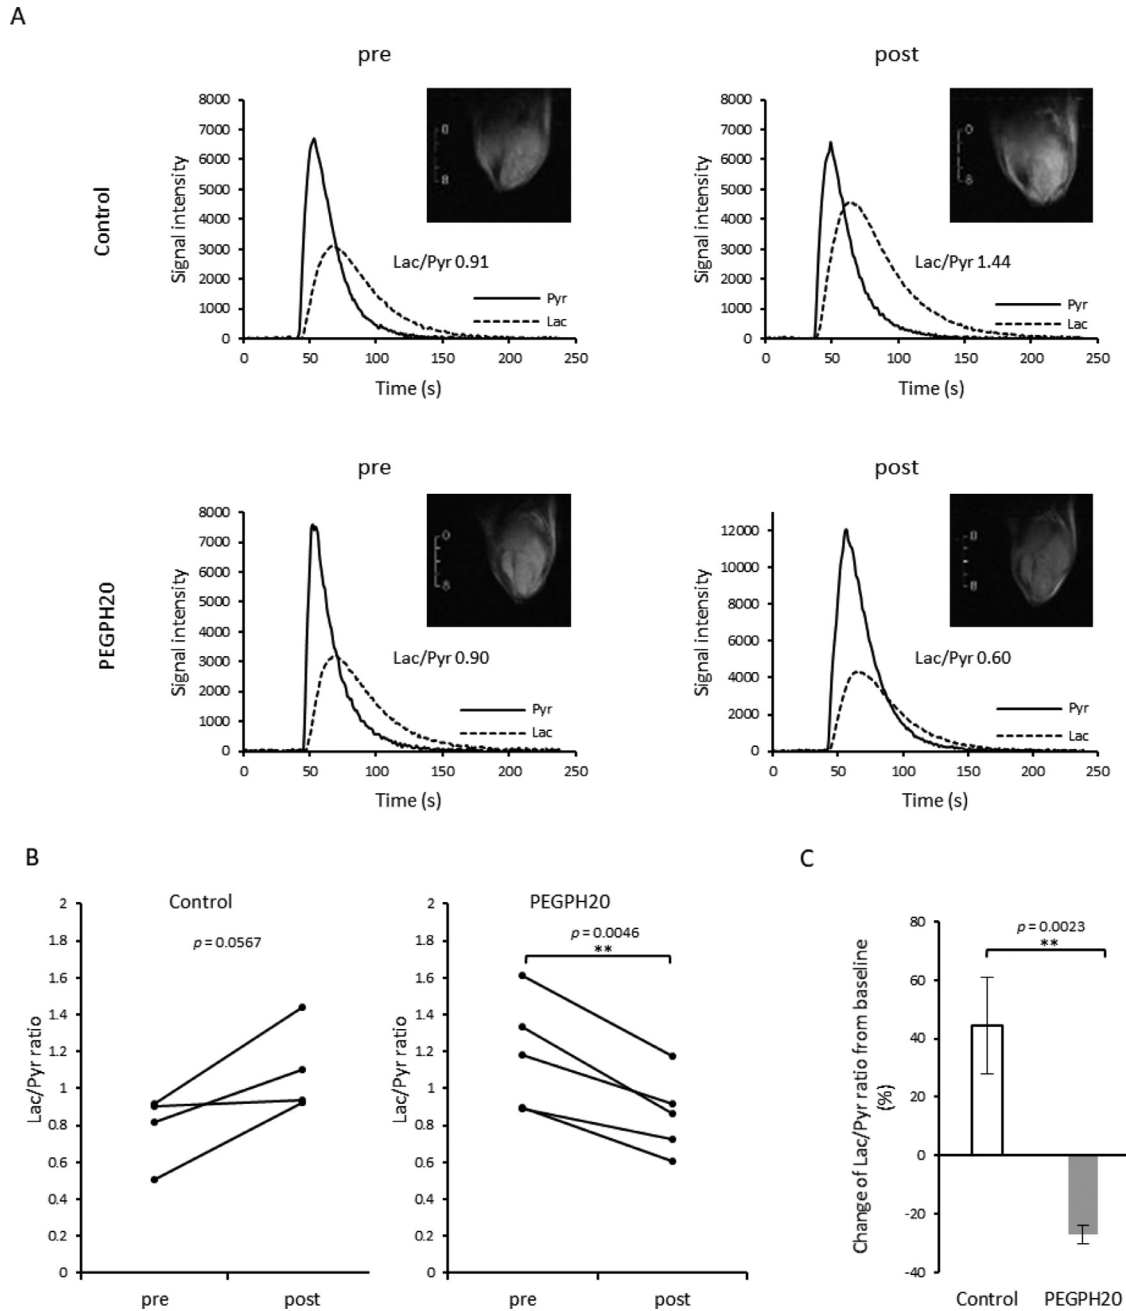 A
pre
post
Control
Signal intensity
8000
7000
6000
5000
4000
3000
2000
1000
0
0 50 100 150 200 250
Time (s)
Lac/Pyr 0.91
Pyr
Lac
8
8
Signal intensity
8000
7000
6000
5000
4000
3000
2000
1000
0
0 50 100 150 200 250
Time (s)
Lac/Pyr 1.44
Pyr
Lac
0
8
pre
post
PEGPH20
Signal intensity
8000
7000
6000
5000
4000
3000
2000
1000
0
0 50 100 150 200 250
Time (s)
Lac/Pyr 0.90
Pyr
Lac
0
8
Signal intensity
12000
10000
8000
6000
4000
2000
0
0 50 100 150 200 250
Time (s)
Lac/Pyr 0.60
Pyr
Lac
8
8
B
Control
p = 0.0567
Lac/Pyr ratio
2
1.8
1.6
1.4
1.2
1
0.8
0.6
0.4
0.2
0
pre post
PEGPH20
p = 0.0046
**
Lac/Pyr ratio
2
1.8
1.6
1.4
1.2
1
0.8
0.6
0.4
0.2
0
pre post
C
p = 0.0023
**
Change of Lac/Pyr ratio from baseline
(%)
80
60
40
20
0
-20
-40
Control PEGPH20